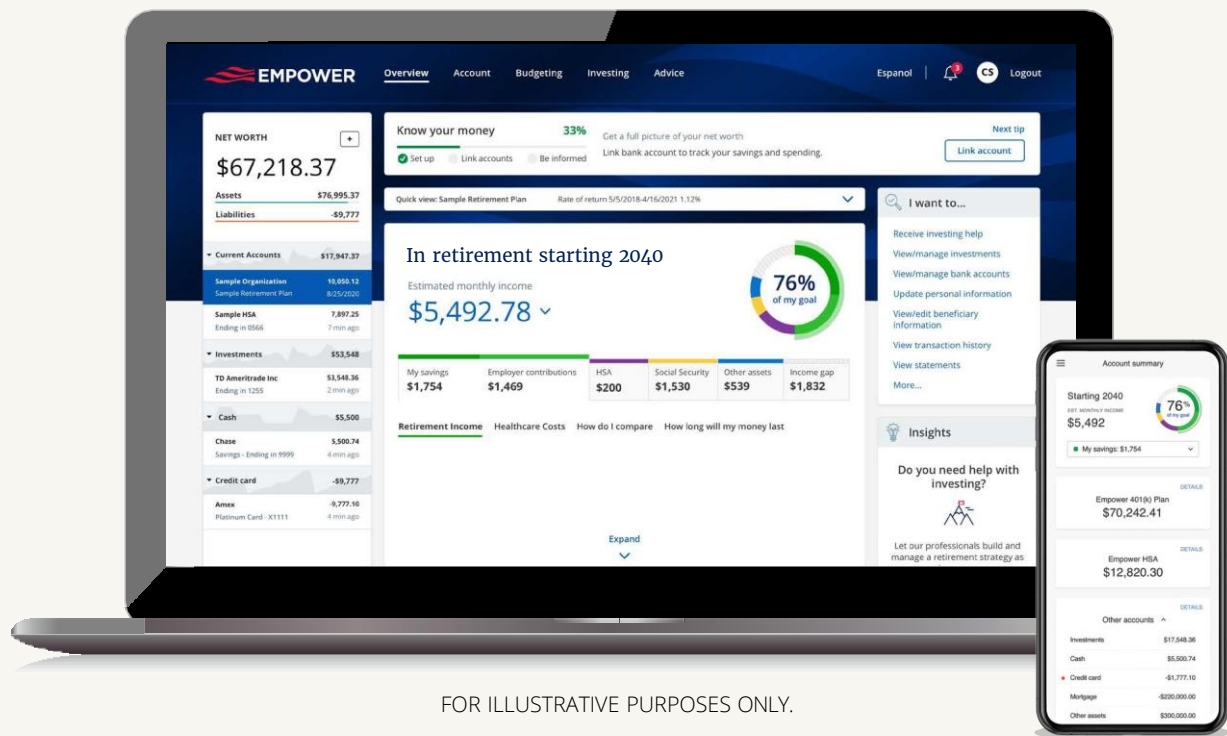 EMPOWER
Overview Account Budgeting Investing Advice
Espanol | 3 CS Logout
NET WORTH +
$67,218.37
Assets $76,995.37
Liabilities -$9,777
Current Accounts $17,947.37
Sample Organization 10,050.12
Sample Retirement Plan 8/25/2020
Sample HSA 7,897.25
Ending in 0566 7 min ago
Investments $53,548
TD Ameritrade Inc 53,548.36
Ending in 1255 2 min ago
Cash $5,500
Chase 5,500.74
Savings - Ending in 9999 4 min ago
Credit card -$9,777
Amex -9,777.10
Platinum Card - X1111 4 min ago
Know your money 33%
Set up Link accounts Be informed
Get a full picture of your net worth
Link bank account to track your savings and spending.
Next tip
Link account
Quick view: Sample Retirement Plan Rate of return 5/5/2018-4/16/2021 1.12%
In retirement starting 2040
Estimated monthly income
$5,492.78
76%
of my goal
My savings Employer contributions HSA Social Security Other assets Income gap
$1,754 $1,469 $200 $1,530 $539 $1,832
Retirement Income Healthcare Costs How do I compare How long will my money last
Expand
I want to...
Receive investing help
View/manage investments
View/manage bank accounts
Update personal information
View/edit beneficiary
information
View transaction history
View statements
More...
Insights
Do you need help with
investing?
Let our professionals build and
manage a retirement strategy as
Account summary
Starting 2040
EST. MONTHLY INCOME
$5,492
76%
of my goal
My savings: $1,754
DETAILS
Empower 401(k) Plan
$70,242.41
DETAILS
Empower HSA
$12,820.30
DETAILS
Other accounts
Investments $17,548.36
Cash $5,500.74
Credit card -$1,777.10
Mortgage -$220,000.00
Other assets $300,000.00
FOR ILLUSTRATIVE PURPOSES ONLY.